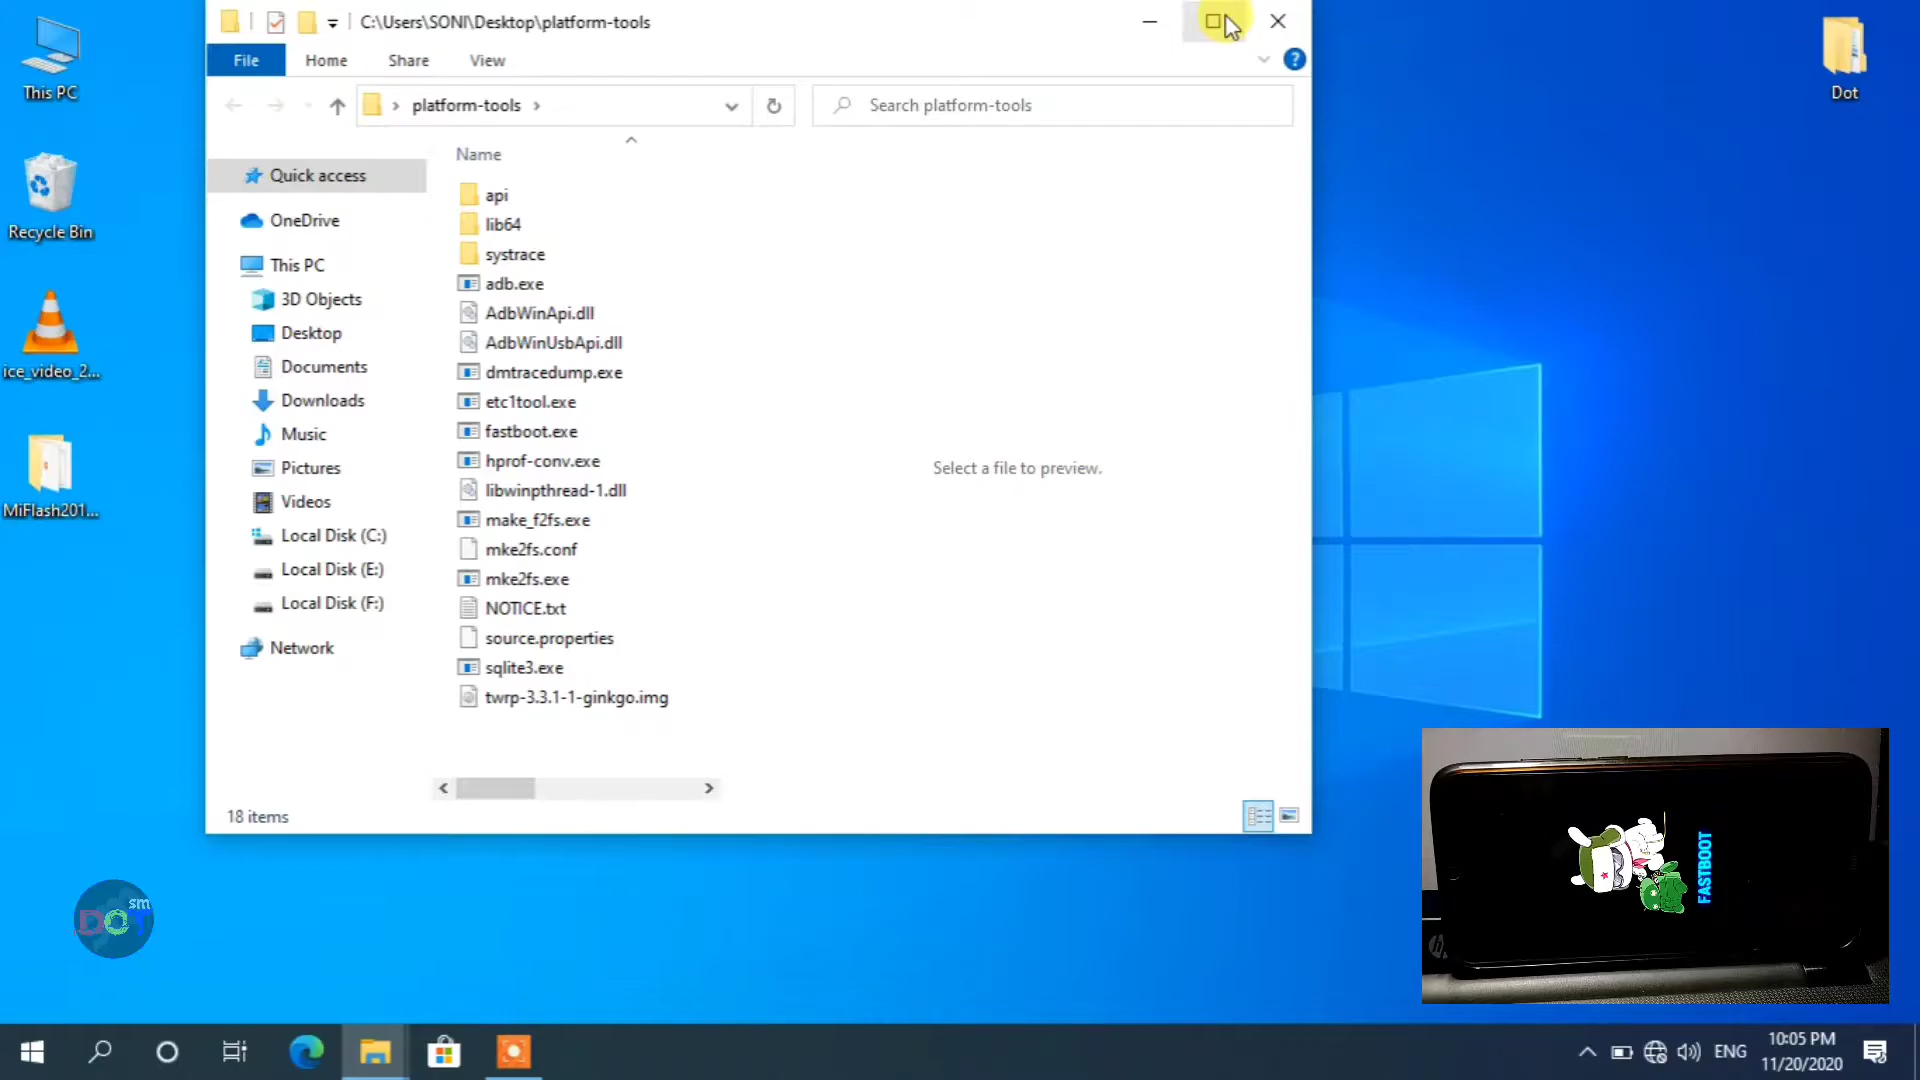 This PC
Recycle Bin
ice_video_2...
MiFlash201...
sm
DOT
C:\Users\SONI\Desktop\platform-tools
File
Home
Share
View
platform-tools
Search platform-tools
Quick access
OneDrive
This PC
3D Objects
Desktop
Documents
Downloads
Music
Pictures
Videos
Local Disk (C:)
Local Disk (E:)
Local Disk (F:)
Network
Name
api
lib64
systrace
adb.exe
AdbWinApi.dll
AdbWinUsbApi.dll
dmtracedump.exe
etc1tool.exe
fastboot.exe
hprof-conv.exe
libwinpthread-1.dll
make_f2fs.exe
mke2fs.conf
mke2fs.exe
NOTICE.txt
source.properties
sqlite3.exe
twrp-3.3.1-1-ginkgo.img
Select a file to preview.
18 items
Dot
FASTBOOT
hp
ENG
10:05 PM
11/20/2020